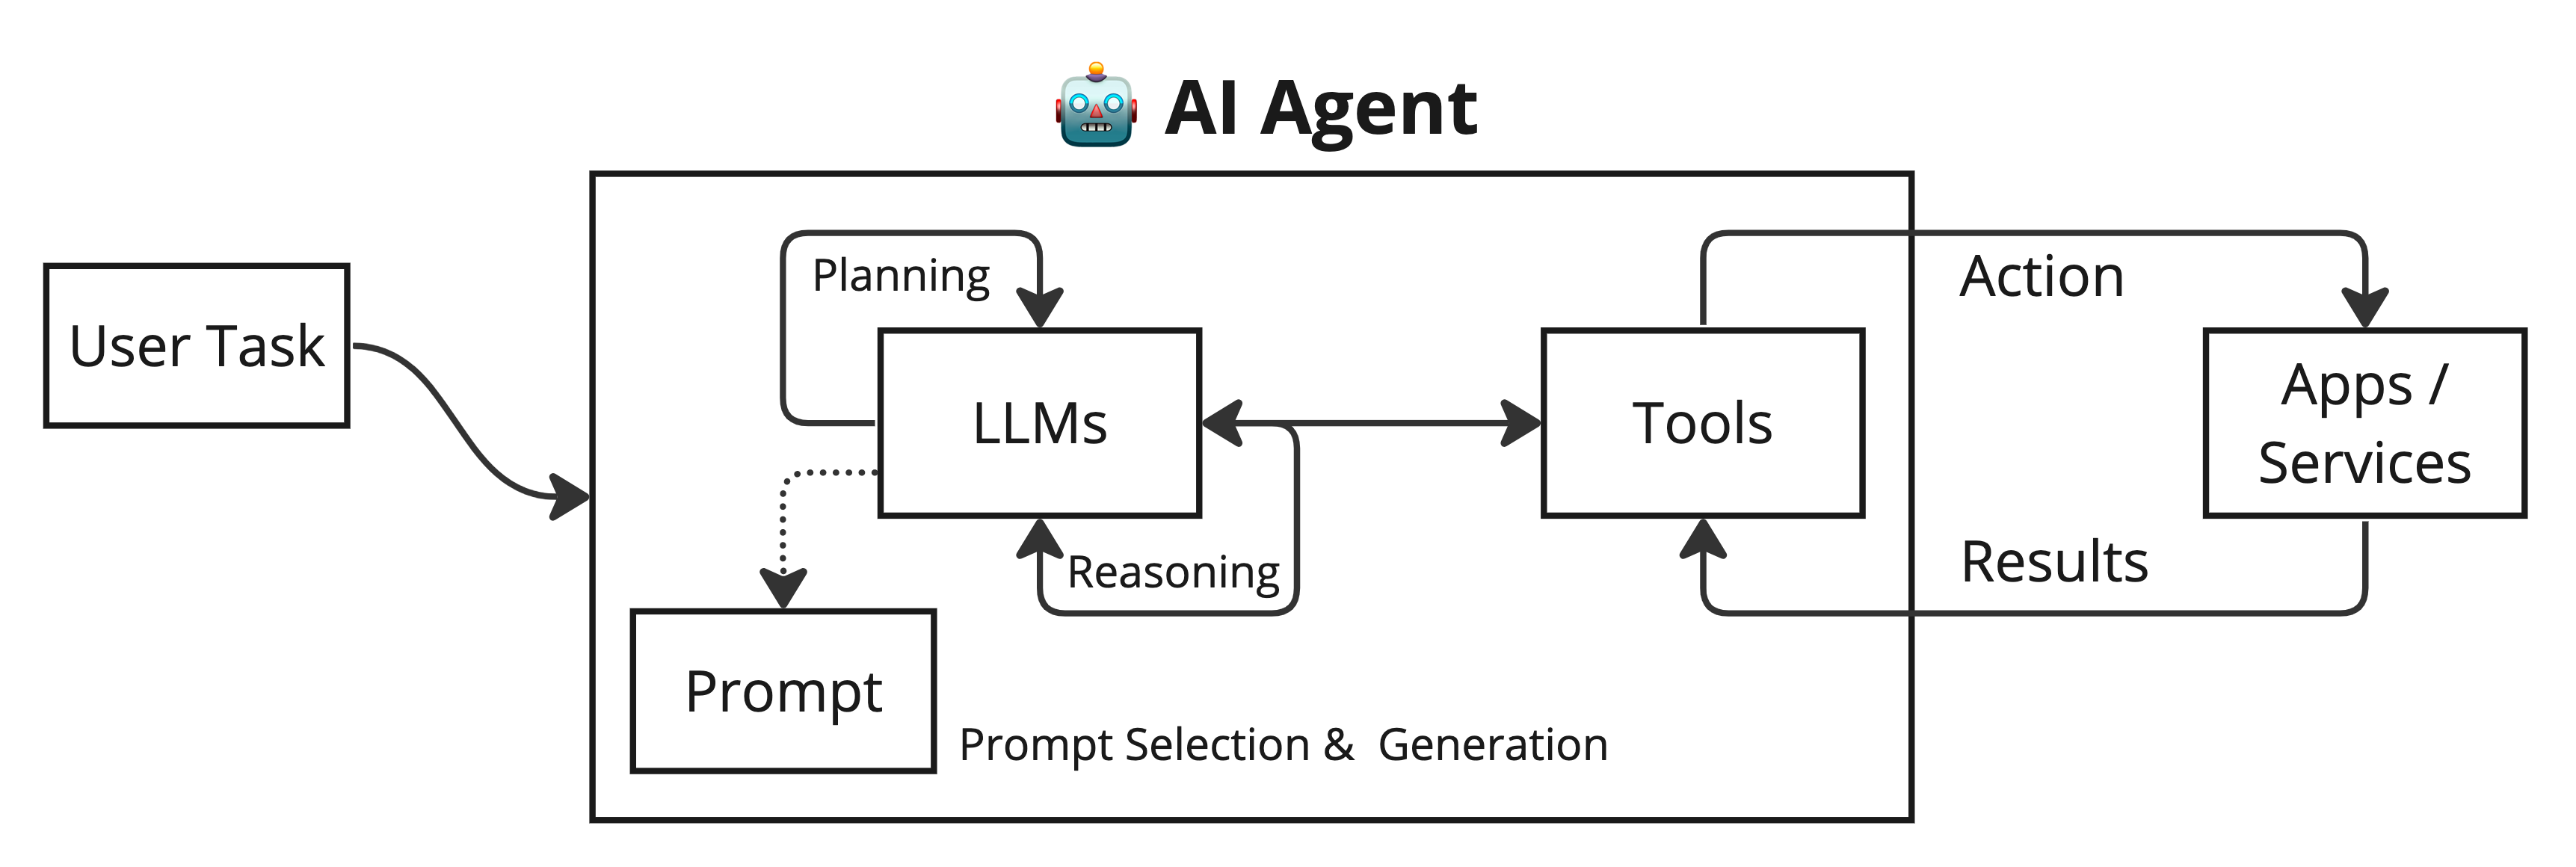 AI Agent
User Task
Planning
LLMs
Tools
Action
Apps /
Services
Reasoning
Results
Prompt
Prompt Selection &  Generation